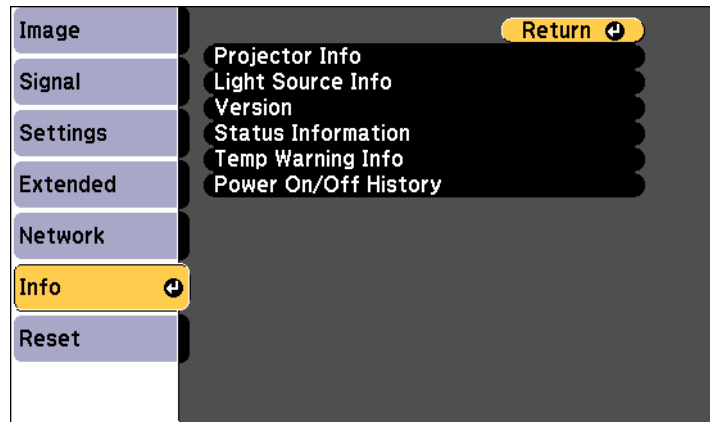 Image
Signal
Settings
Extended
Network
Info
Reset
Return
Projector Info
Light Source Info
Version
Status Information
Temp Warning Info
Power On/Off History